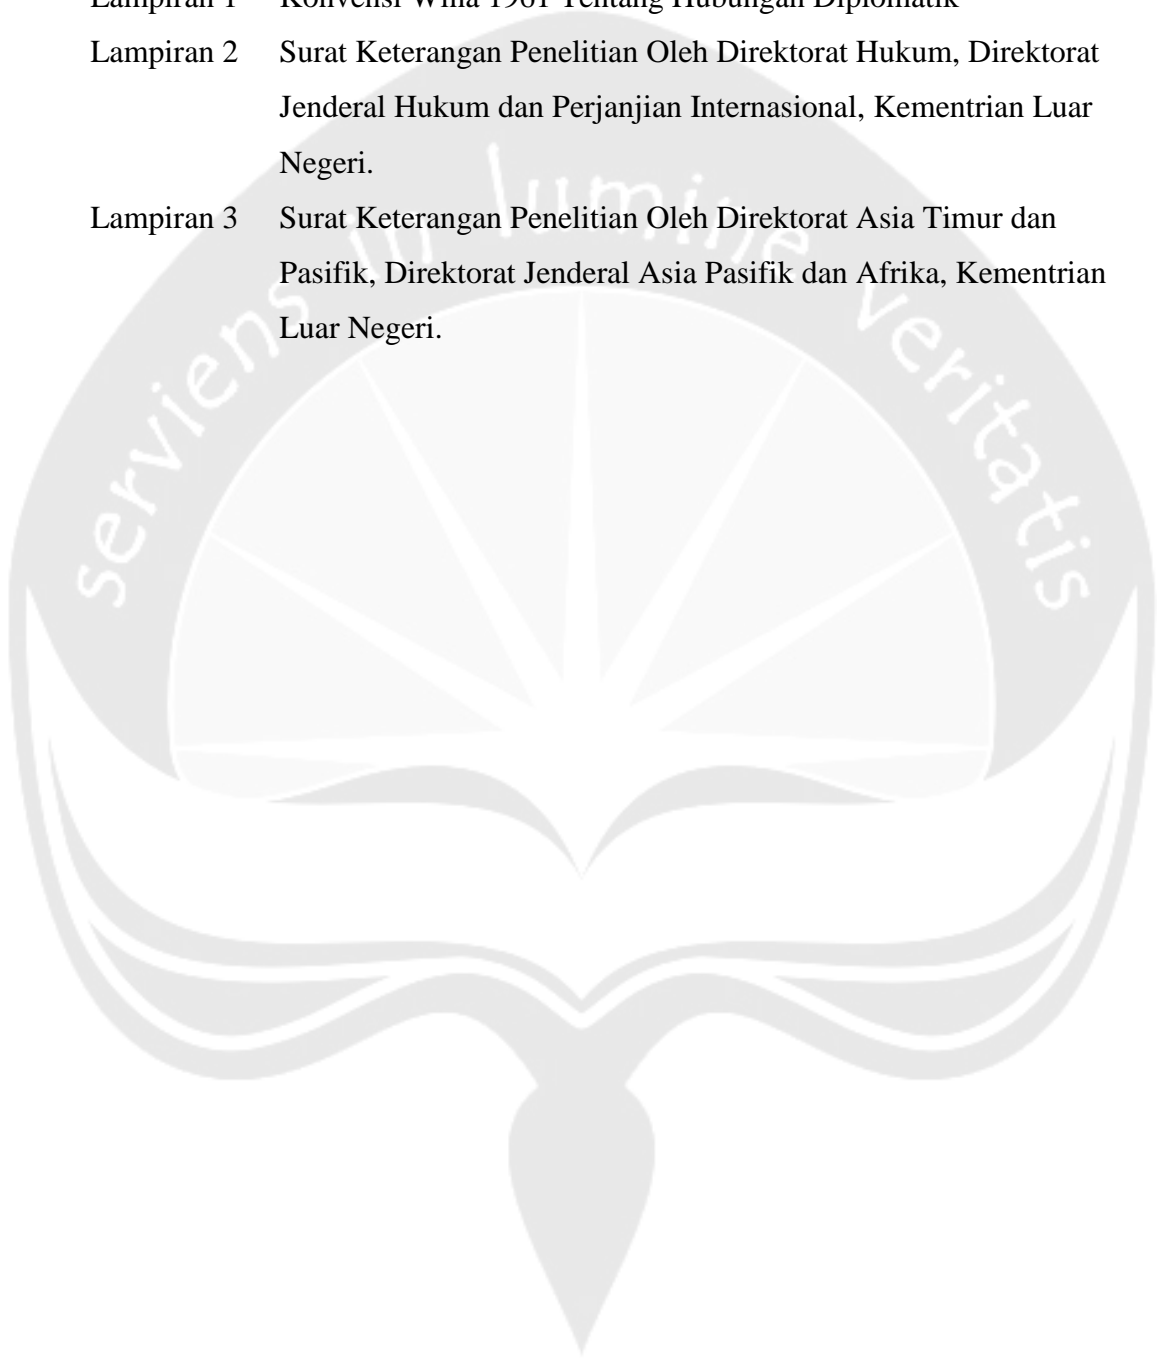 Lampiran 1 Konvensi Wina 1961 Tentang Hubungan Diplomatik
Lampiran 2 Surat Keterangan Penelitian Oleh Direktorat Hukum, Direktorat
Jenderal Hukum dan Perjanjian Internasional, Kementrian Luar
Negeri.
Lampiran 3 Surat Keterangan Penelitian Oleh Direktorat Asia Timur dan
Pasifik, Direktorat Jenderal Asia Pasifik dan Afrika, Kementrian
Luar Negeri.
serviens in lumine veritatis